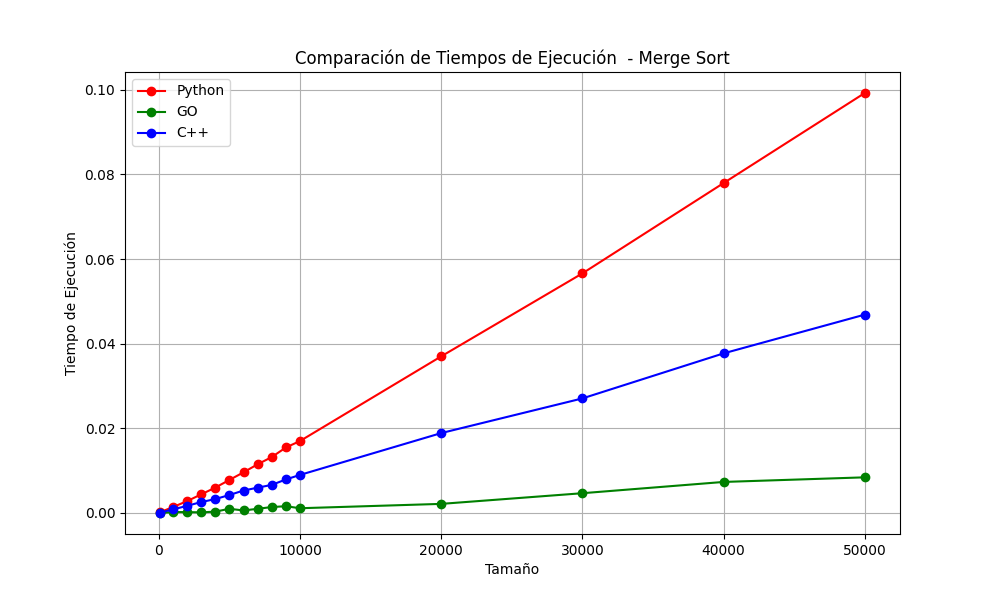 Comparación de Tiempos de Ejecución  - Merge Sort
Python
GO
C++
Tiempo de Ejecución
0.10
0.08
0.06
0.04
0.02
0.00
0
10000
20000
30000
40000
50000
Tamaño